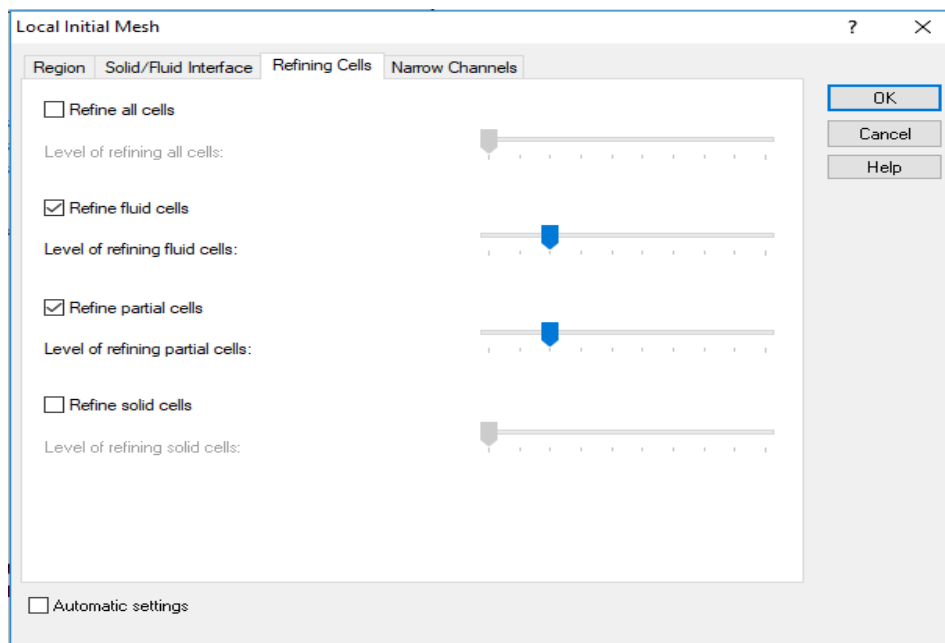 Local Initial Mesh
?
Region Solid/Fluid Interface Refining Cells Narrow Channels
Refine all cells
Level of refining all cells:
Refine fluid cells
Level of refining fluid cells:
Refine partial cells
Level of refining partial cells:
Refine solid cells
Level of refining solid cells:
OK
Cancel
Help
Automatic settings